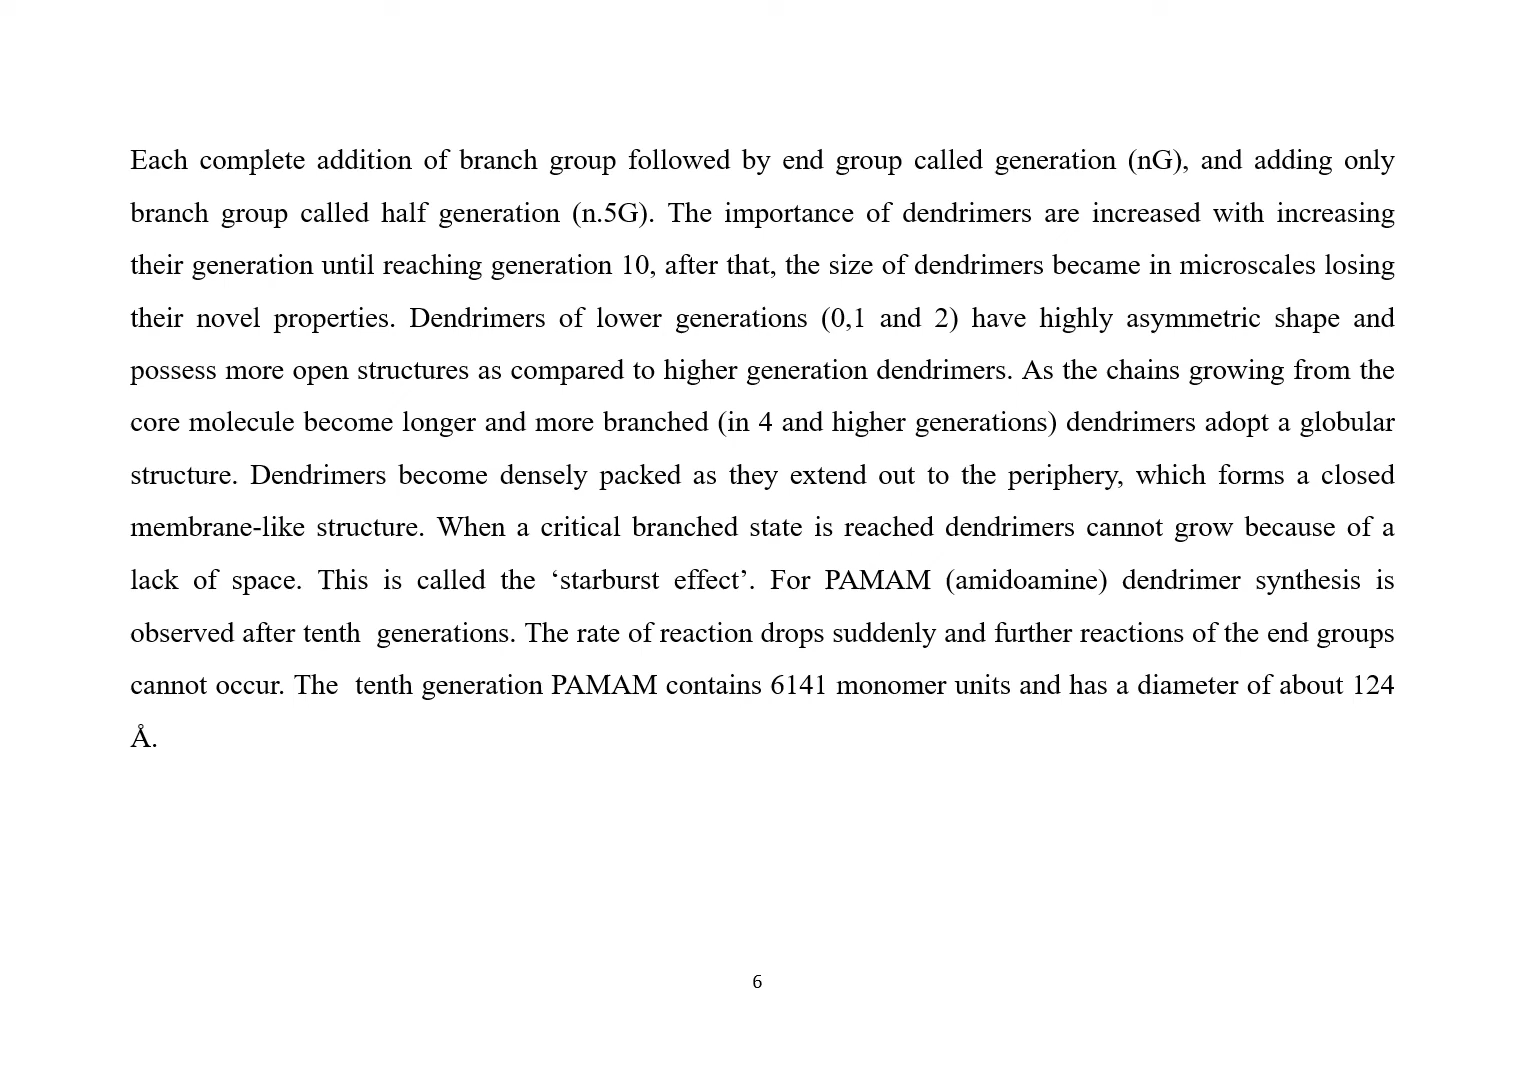 Each complete addition of branch group followed by end group called generation (nG), and adding only
branch group called half generation (n.5G). The importance of dendrimers are increased with increasing
their generation until reaching generation 10, after that, the size of dendrimers became in microscales losing
their novel properties. Dendrimers of lower generations (0,1 and 2) have highly asymmetric shape and
possess more open structures as compared to higher generation dendrimers. As the chains growing from the
core molecule become longer and more branched (in 4 and higher generations) dendrimers adopt a globular
structure. Dendrimers become densely packed as they extend out to the periphery, which forms a closed
membrane-like structure. When a critical branched state is reached dendrimers cannot grow because of a
lack of space. This is called the ‘starburst effect’. For PAMAM (amidoamine) dendrimer synthesis is
observed after tenth  generations. The rate of reaction drops suddenly and further reactions of the end groups
cannot occur. The  tenth generation PAMAM contains 6141 monomer units and has a diameter of about 124
Å.
6